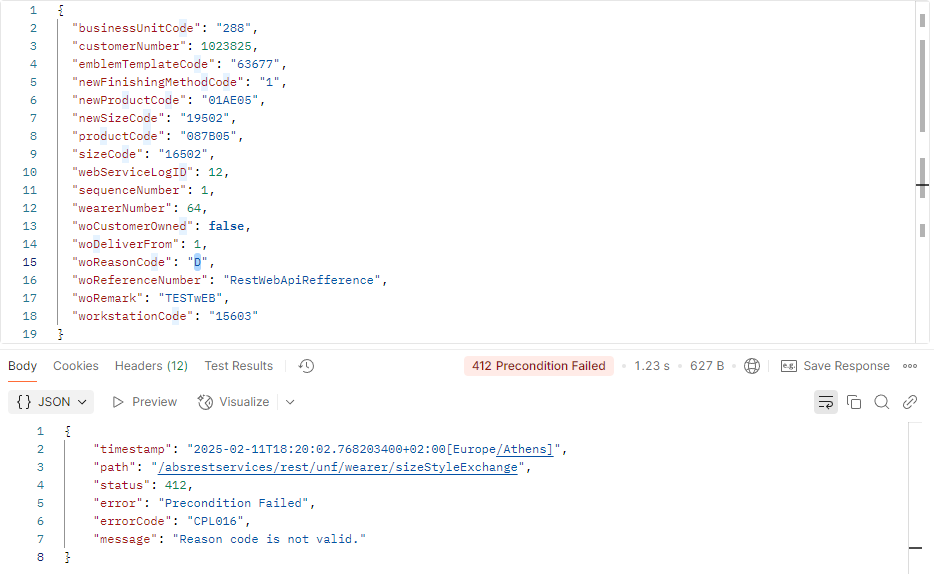 1 {
2 "businessUnitCode": "288",
3 "customerNumber": 1023825,
4 "emblemTemplateCode": "63677",
5 "newFinishingMethodCode": "1",
6 "newProductCode": "01AE05",
7 "newSizeCode": "19502",
8 "productCode": "087B05",
9 "sizeCode": "16502",
10 "webServiceLogID": 12,
11 "sequenceNumber": 1,
12 "wearerNumber": 64,
13 "woCustomerOwned": false,
14 "woDeliverFrom": 1,
15 "woReasonCode": "D",
16 "woReferenceNumber": "RestWebApiRefference",
17 "woRemark": "TESTwEB",
18 "workstationCode": "15603"
19 }
Body Cookies Headers (12) Test Results 412 Precondition Failed • 1.23 s • 627 B • e.g. Save Response
{} JSON Preview Visualize
1 {
2 "timestamp": "2025-02-11T18:20:02.768203400+02:00[Europe/Athens]",
3 "path": "/absrestservices/rest/unf/wearer/sizeStyleExchange",
4 "status": 412,
5 "error": "Precondition Failed",
6 "errorCode": "CPL016",
7 "message": "Reason code is not valid."
8 }